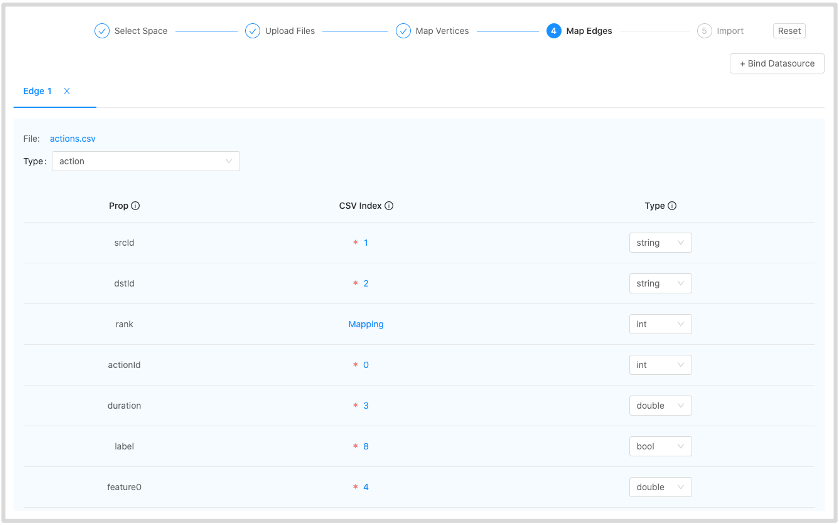 Select Space Upload Files Map Vertices 4 Map Edges 5 Import Reset
+ Bind Datasource
Edge 1 X
File: actions.csv
Type: action
Prop CSV Index Type
srcId * 1 string
dstId * 2 string
rank Mapping int
actionId * 0 int
duration * 3 double
label * 8 bool
feature0 * 4 double